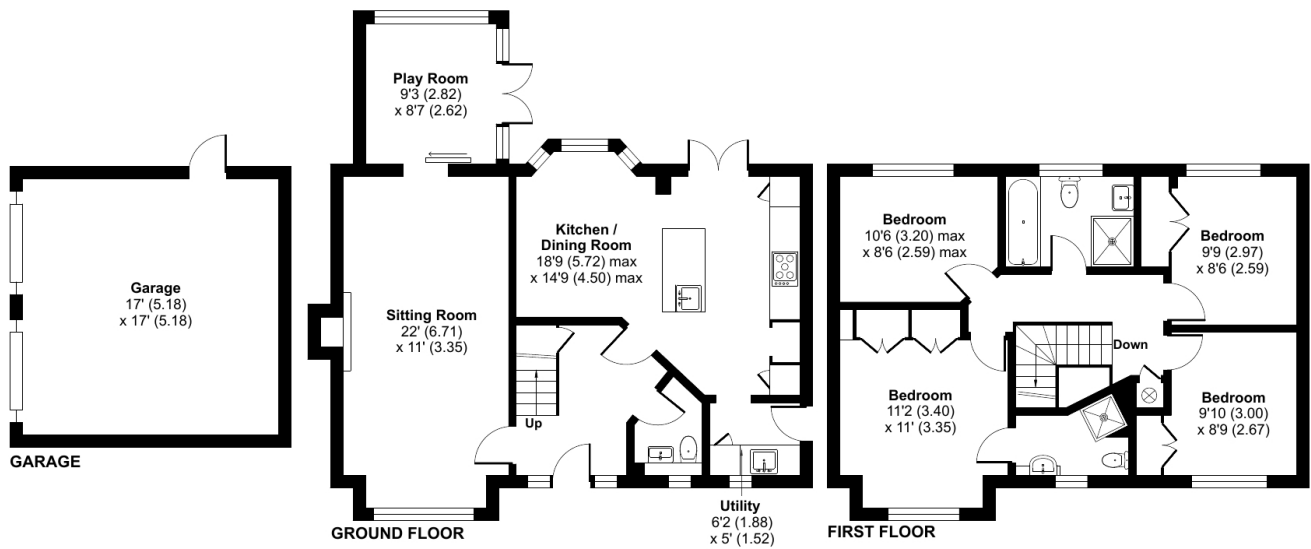 Garage
17' (5.18)
x 17' (5.18)
GARAGE
Play Room
9'3 (2.82)
x 8'7 (2.62)
Kitchen /
Dining Room
18'9 (5.72) max
x 14'9 (4.50) max
Sitting Room
22' (6.71)
x 11' (3.35)
Up
Utility
6'2 (1.88)
x 5' (1.52)
GROUND FLOOR
Bedroom
10'6 (3.20) max
x 8'6 (2.59) max
Bedroom
9'9 (2.97)
x 8'6 (2.59)
Down
Bedroom
11'2 (3.40)
x 11' (3.35)
Bedroom
9'10 (3.00)
x 8'9 (2.67)
FIRST FLOOR